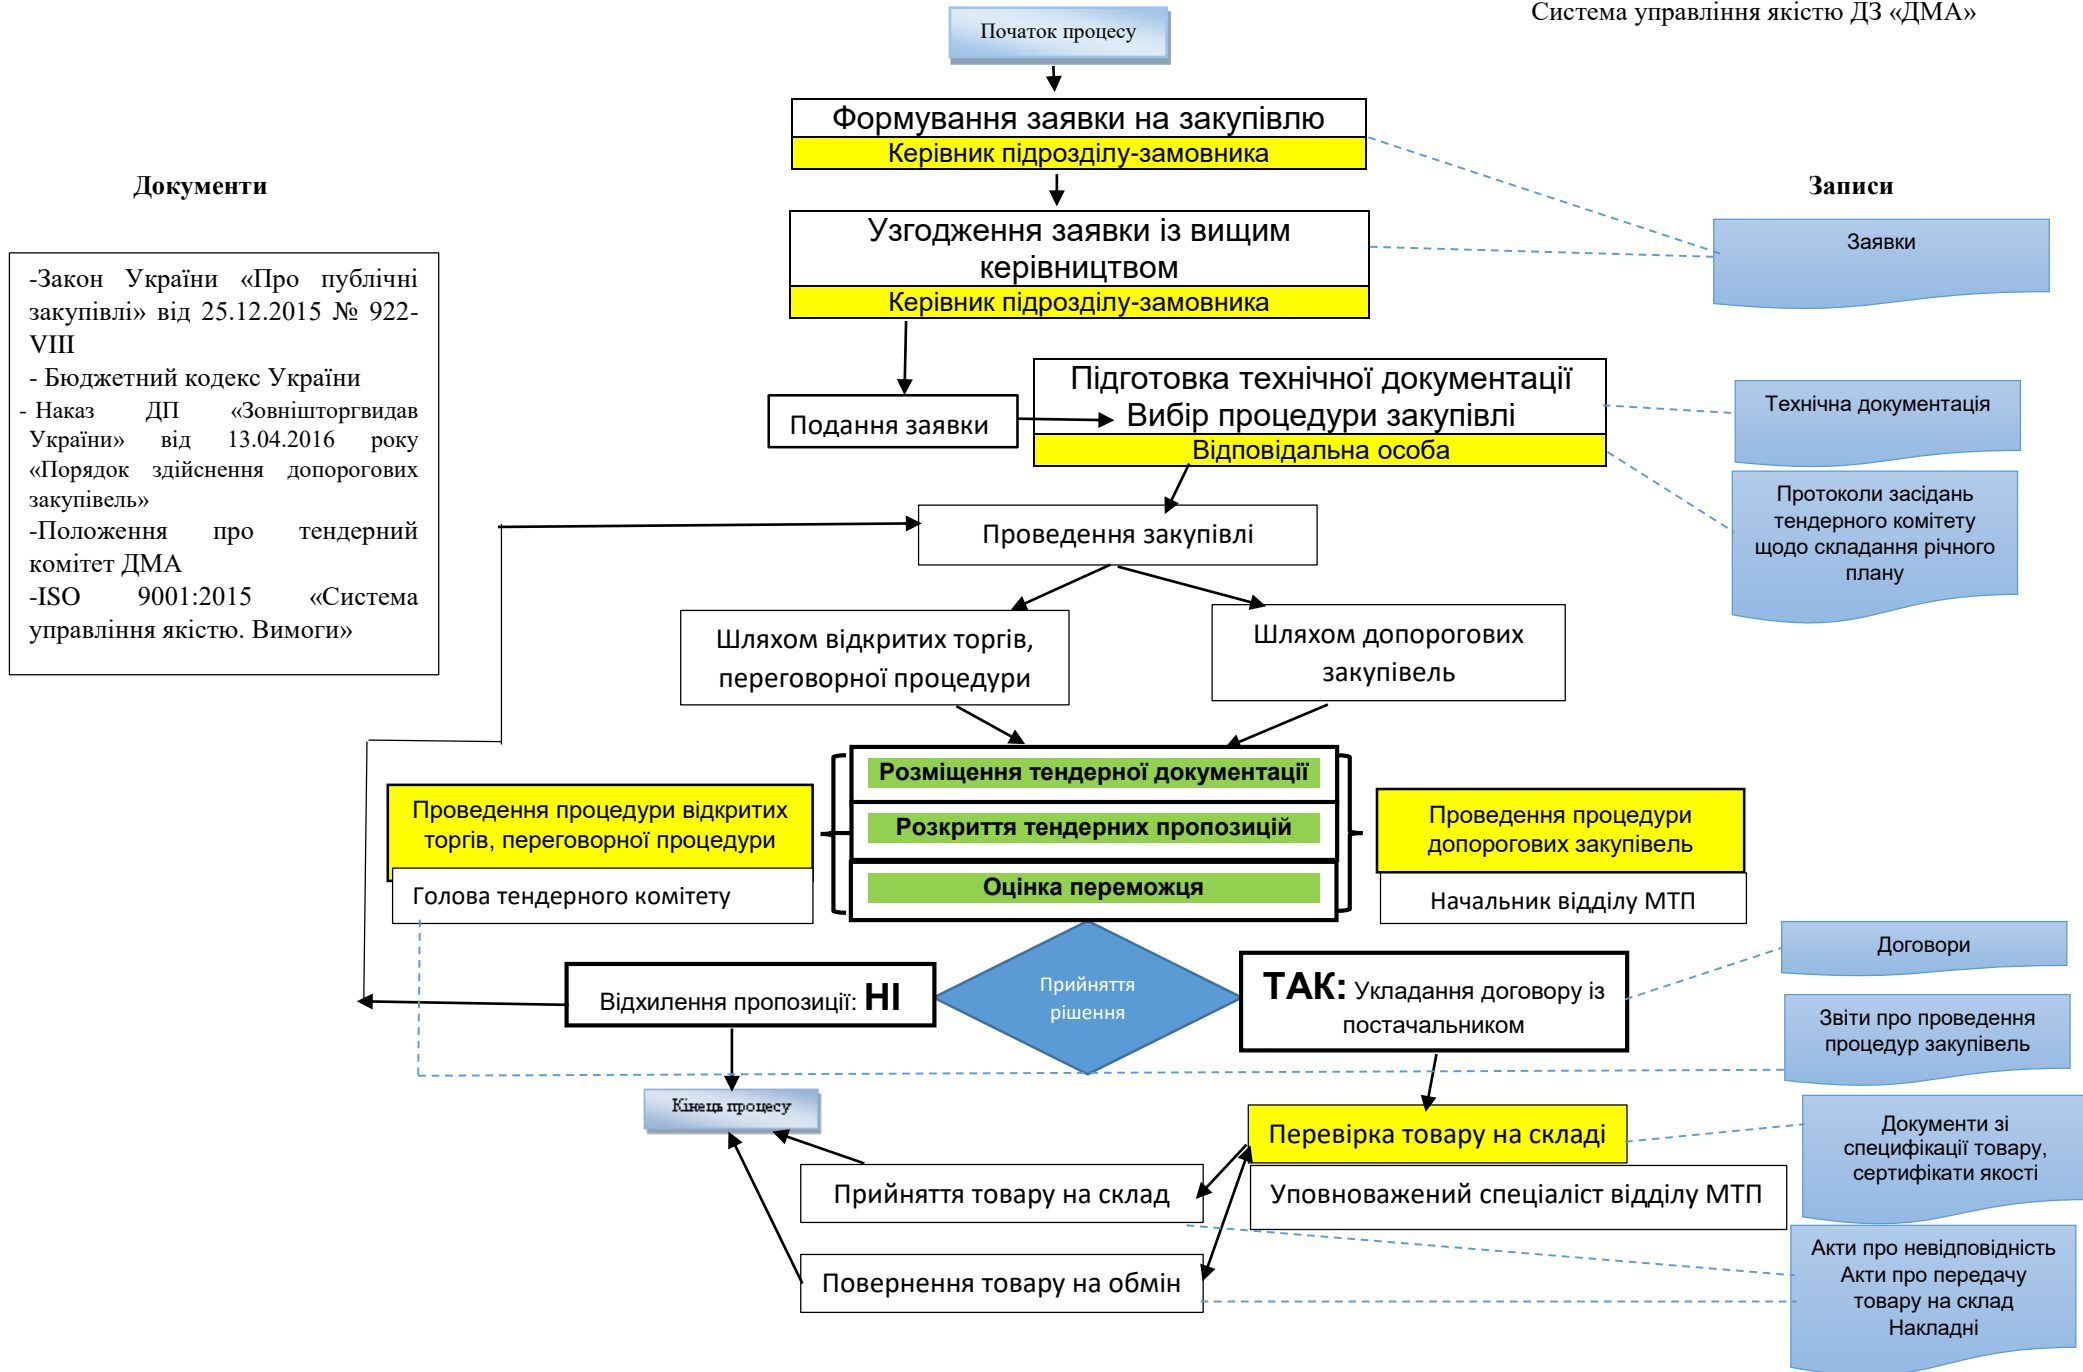 Система управління якістю ДЗ «ДМА»
Початок процесу
Формування заявки на закупівлю
Керівник підрозділу-замовника
Документи
Записи
Узгодження заявки із вищим
керівництвом
Керівник підрозділу-замовника
Заявки
-Закон України «Про публічні
закупівлі» від 25.12.2015 № 922-
VIII
- Бюджетний кодекс України
- Наказ ДП «Зовнішторгвидав
України» від 13.04.2016 року
«Порядок здійснення допорогових
закупівель»
-Положення про тендерний
комітет ДМА
-ISO 9001:2015 «Система
управління якістю. Вимоги»
Подання заявки
Підготовка технічної документації
Вибір процедури закупівлі
Відповідальна особа
Технічна документація
Протоколи засідань
тендерного комітету
щодо складання річного
плану
Проведення закупівлі
Шляхом відкритих торгів,
переговорної процедури
Шляхом допорогових
закупівель
Розміщення тендерної документації
Розкриття тендерних пропозицій
Оцінка переможця
Проведення процедури відкритих
торгів, переговорної процедури
Голова тендерного комітету
Проведення процедури
допорогових закупівель
Начальник відділу МТП
Відхилення пропозиції: НІ
Прийняття
рішення
ТАК: Укладання договору із
постачальником
Договори
Звіти про проведення
процедур закупівель
Кінець процесу
Перевірка товару на складі
Уповноважений спеціаліст відділу МТП
Документи зі
специфікації товару,
сертифікати якості
Прийняття товару на склад
Повернення товару на обмін
Акти про невідповідність
Акти про передачу
товару на склад
Накладні